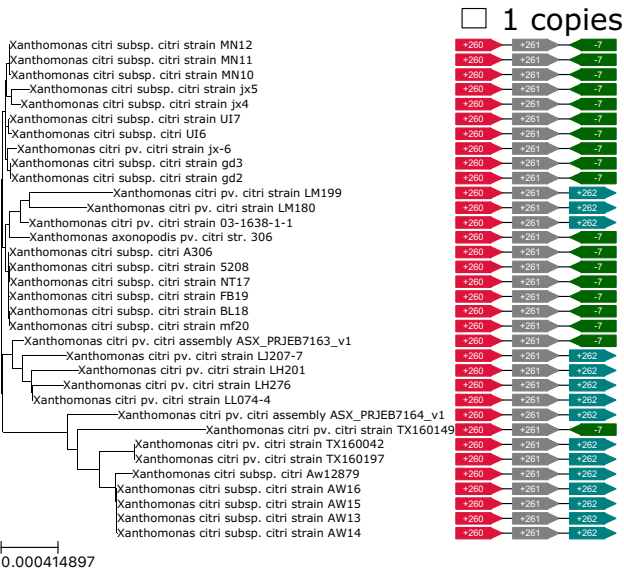 1 copies
Xanthomonas citri subsp. citri strain MN12 +260 +261 -7
Xanthomonas citri subsp. citri strain MN11 +260 +261 -7
Xanthomonas citri subsp. citri strain MN10 +260 +261 -7
Xanthomonas citri subsp. citri strain jx5 +260 +261 -7
Xanthomonas citri subsp. citri strain jx4 +260 +261 -7
Xanthomonas citri subsp. citri strain UI7 +260 +261 -7
Xanthomonas citri subsp. citri UI6 +260 +261 -7
Xanthomonas citri pv. citri strain jx-6 +260 +261 -7
Xanthomonas citri subsp. citri strain gd3 +260 +261 -7
Xanthomonas citri subsp. citri strain gd2 +260 +261 -7
Xanthomonas citri pv. citri strain LM199 +260 +261 +262
Xanthomonas citri pv. citri strain LM180 +260 +261 +262
Xanthomonas citri pv. citri strain 03-1638-1-1 +260 +261 +262
Xanthomonas axonopodis pv. citri str. 306 +260 +261 -7
Xanthomonas citri subsp. citri A306 +260 +261 -7
Xanthomonas citri subsp. citri strain 5208 +260 +261 -7
Xanthomonas citri subsp. citri strain NT17 +260 +261 -7
Xanthomonas citri subsp. citri strain FB19 +260 +261 -7
Xanthomonas citri subsp. citri strain BL18 +260 +261 -7
Xanthomonas citri subsp. citri strain mf20 +260 +261 -7
Xanthomonas citri pv. citri assembly ASX_PRJEB7163_v1 +260 +261 -7
Xanthomonas citri pv. citri strain LJ207-7 +260 +261 +262
Xanthomonas citri pv. citri strain LH201 +260 +261 +262
Xanthomonas citri pv. citri strain LH276 +260 +261 +262
Xanthomonas citri pv. citri strain LL074-4 +260 +261 +262
Xanthomonas citri pv. citri assembly ASX_PRJEB7164_v1 +260 +261 +262
Xanthomonas citri pv. citri strain TX160149 +260 +261 -7
Xanthomonas citri pv. citri strain TX160042 +260 +261 +262
Xanthomonas citri pv. citri strain TX160197 +260 +261 +262
Xanthomonas citri subsp. citri Aw12879 +260 +261 +262
Xanthomonas citri subsp. citri strain AW16 +260 +261 +262
Xanthomonas citri subsp. citri strain AW15 +260 +261 +262
Xanthomonas citri subsp. citri strain AW13 +260 +261 +262
Xanthomonas citri subsp. citri strain AW14 +260 +261 +262
0.000414897